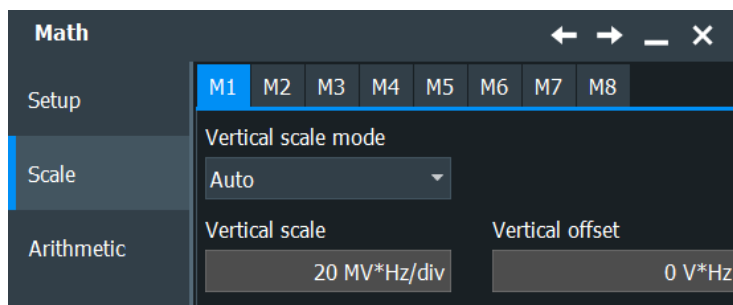 Math
Setup
Scale
Arithmetic
M1 M2 M3 M4 M5 M6 M7 M8
Vertical scale mode
Auto
Vertical scale Vertical offset
20 MV*Hz/div 0 V*Hz